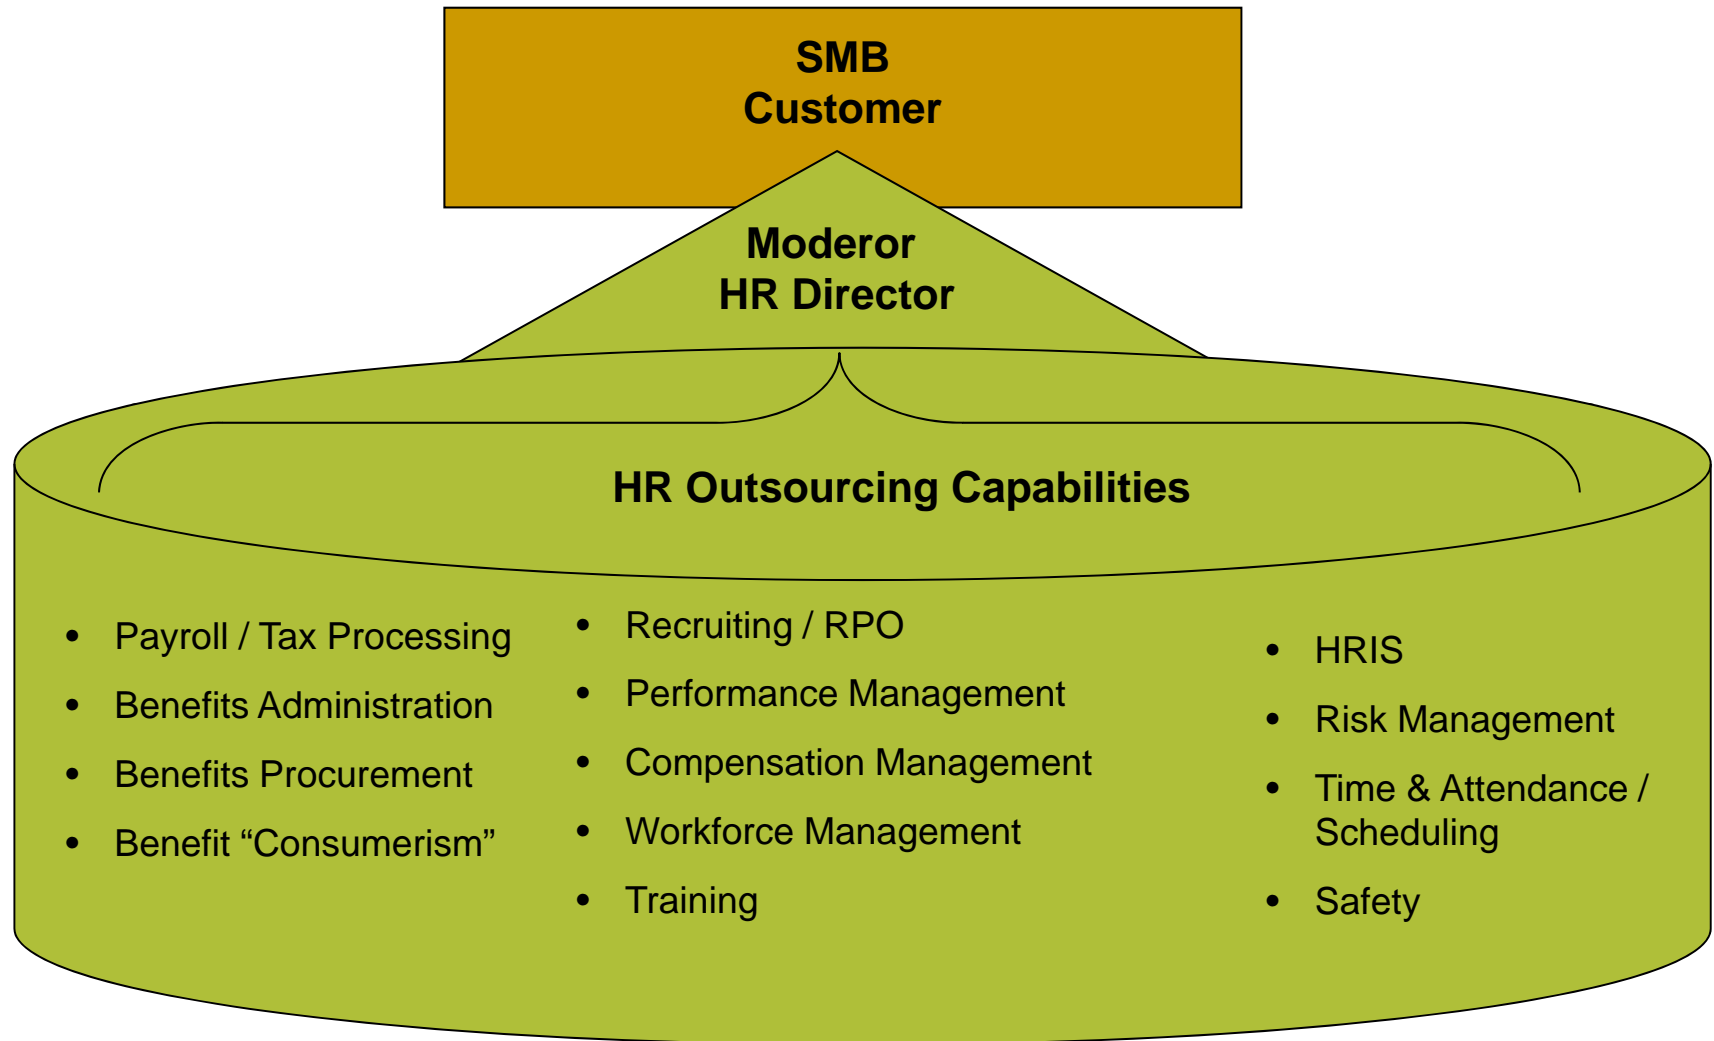 SMB
Customer
Moderor
HR Director
HR Outsourcing Capabilities
• Payroll / Tax Processing
• Benefits Administration
• Benefits Procurement
• Benefit “Consumerism”
• Recruiting / RPO
• Performance Management
• Compensation Management
• Workforce Management
• Training
• HRIS
• Risk Management
• Time & Attendance /
Scheduling
• Safety